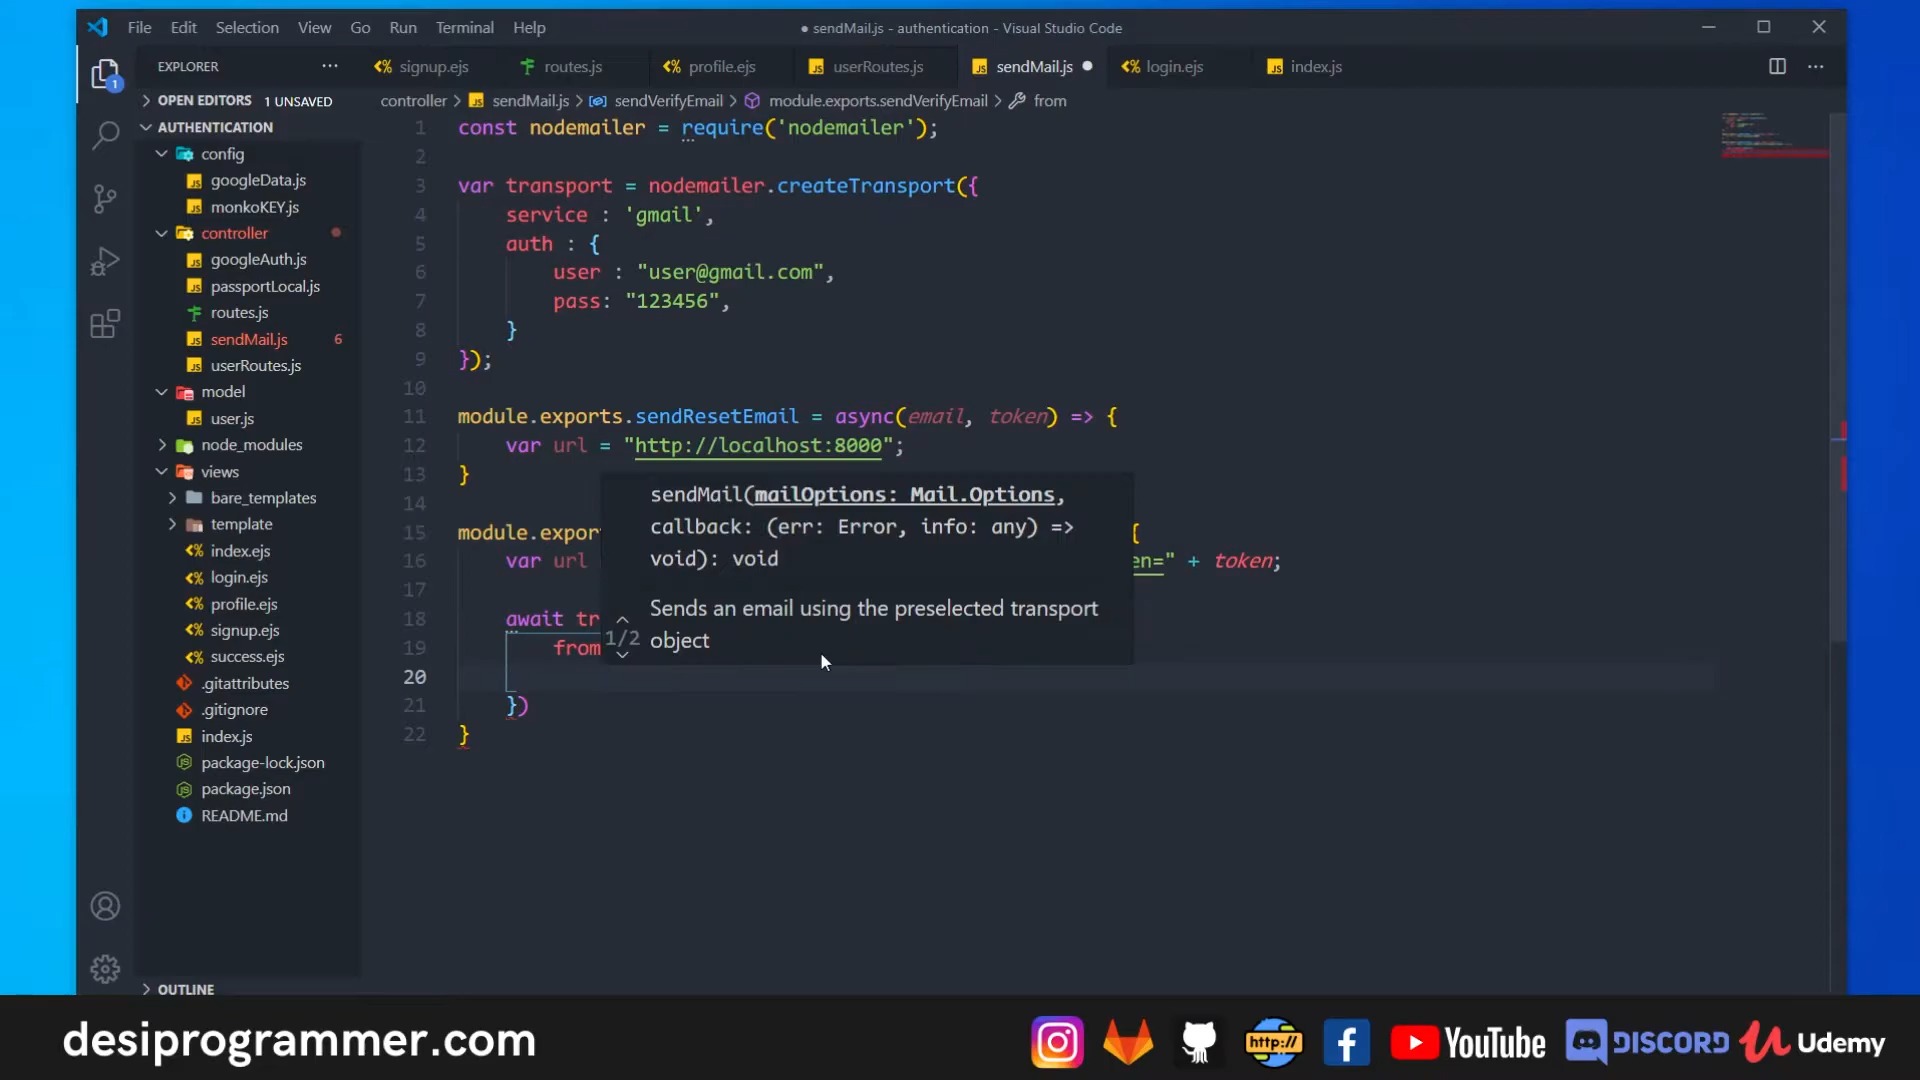 File Edit Selection View Go Run Terminal Help
● sendMail.js - authentication - Visual Studio Code
EXPLORER
signup.ejs
routes.js
profile.ejs
userRoutes.js
sendMail.js
login.ejs
index.js
OPEN EDITORS 1 UNSAVED
controller > sendMail.js > sendVerifyEmail > module.exports.sendVerifyEmail > from
AUTHENTICATION
config
googleData.js
monkoKEY.js
controller
googleAuth.js
passportLocal.js
routes.js
sendMail.js 6
userRoutes.js
model
user.js
node_modules
views
bare_templates
template
index.ejs
login.ejs
profile.ejs
signup.ejs
success.ejs
.gitattributes
.gitignore
index.js
package-lock.json
package.json
README.md
OUTLINE
1 const nodemailer = require('nodemailer');
2
3 var transport = nodemailer.createTransport({
4 service : 'gmail',
5 auth : {
6 user : "user@gmail.com",
7 pass: "123456",
8 }
9 });
10
11 module.exports.sendResetEmail = async(email, token) => {
12 var url = "http://localhost:8000";
13 }
14
15 module.expor {
16 var url en=" + token;
17
18 await tr
19 from
20
21 })
22 }
sendMail(mailOptions: Mail.Options,
callback: (err: Error, info: any) =>
void): void
Sends an email using the preselected transport
1/2 object
1
desiprogrammer.com
http://
YouTube
DISCORD
Udemy